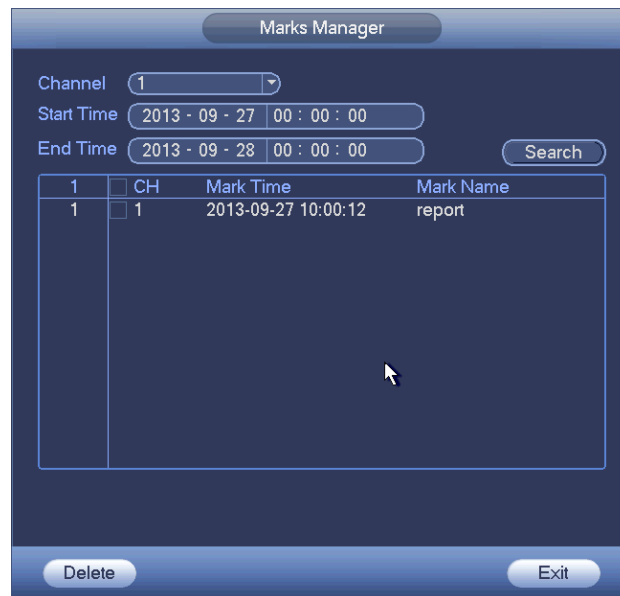 Marks Manager
Channel 1
Start Time 2013 - 09 - 27 00 : 00 : 00
End Time 2013 - 09 - 28 00 : 00 : 00 Search
1 CH Mark Time Mark Name
1 1 2013-09-27 10:00:12 report
Delete Exit